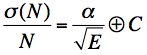 σ(N)/N = α/√E ⊕ C